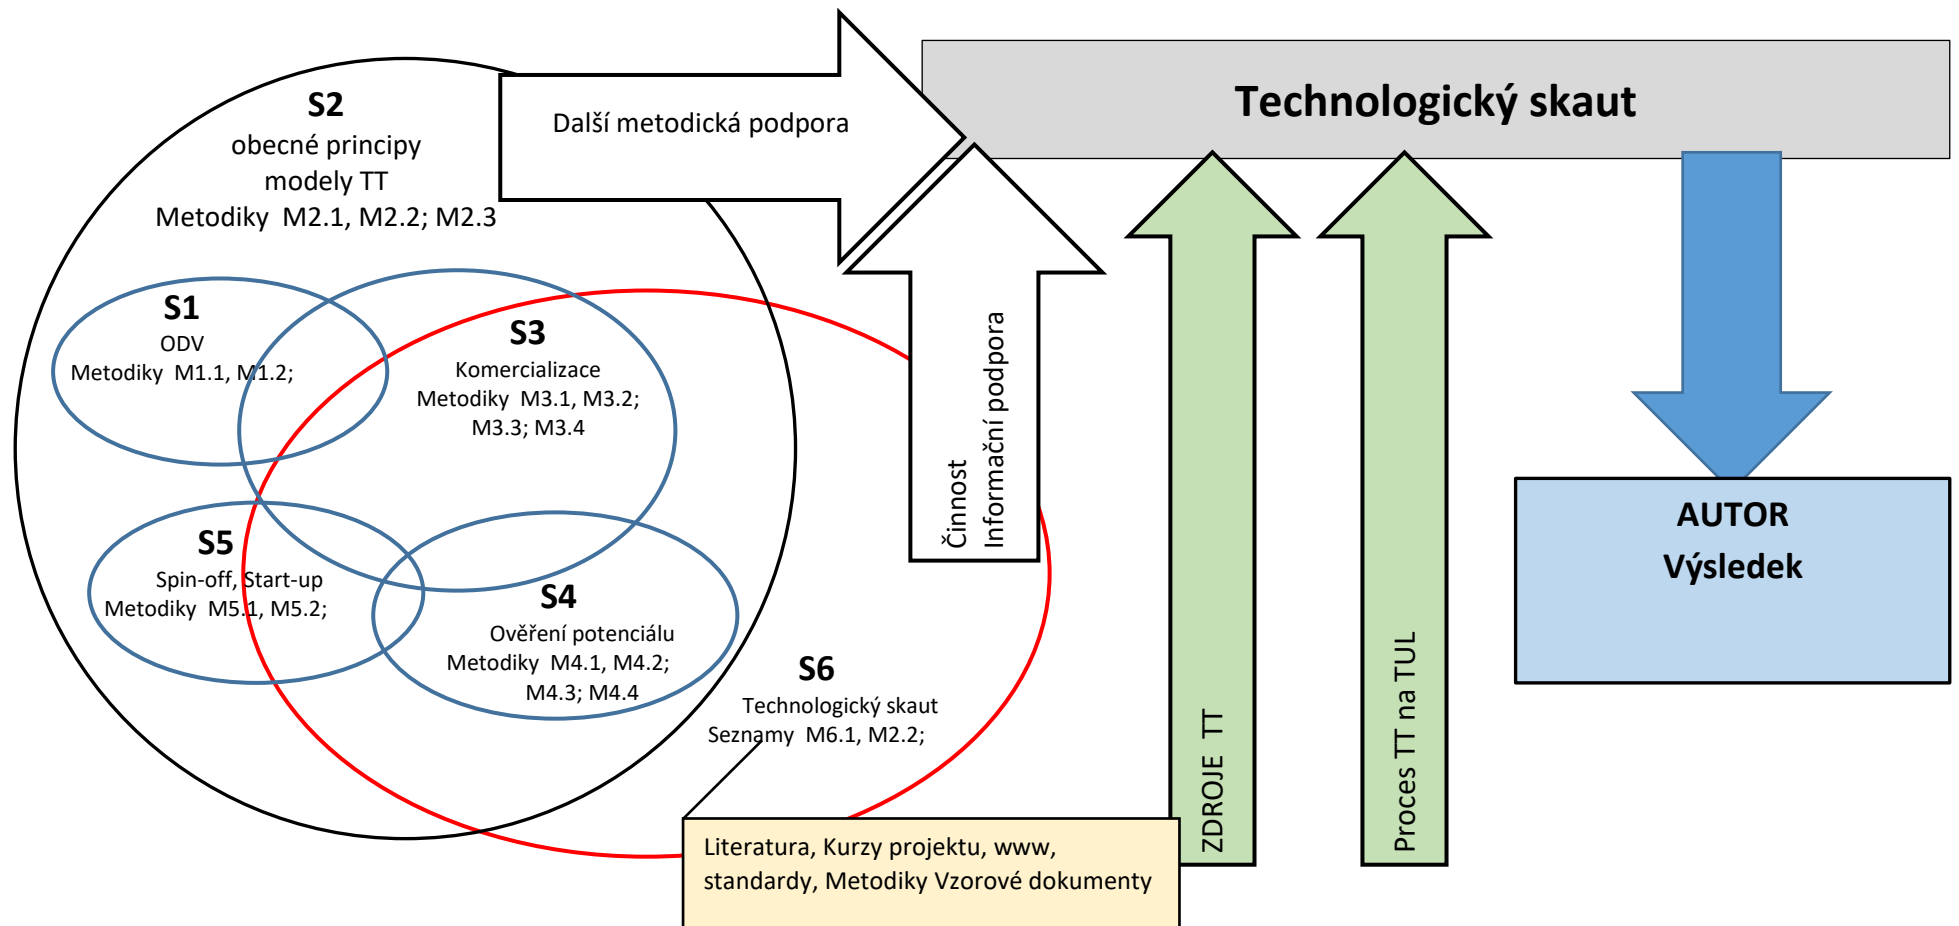 S2
obecné principy
modely TT
Metodiky M2.1, M2.2; M2.3
Další metodická podpora
Technologický skaut
S1
ODV
Metodiky M1.1, M1.2;
S3
Komercializace
Metodiky M3.1, M3.2;
M3.3; M3.4
S5
Spin-off, Start-up
Metodiky M5.1, M5.2;
S4
Ověření potenciálu
Metodiky M4.1, M4.2;
M4.3; M4.4
S6
Technologický skaut
Seznamy M6.1, M2.2;
Literatura, Kurzy projektu, www,
standardy, Metodiky Vzorové dokumenty
Činnost
Informační podpora
ZDROJE TT
Proces TT na TUL
AUTOR
Výsledek